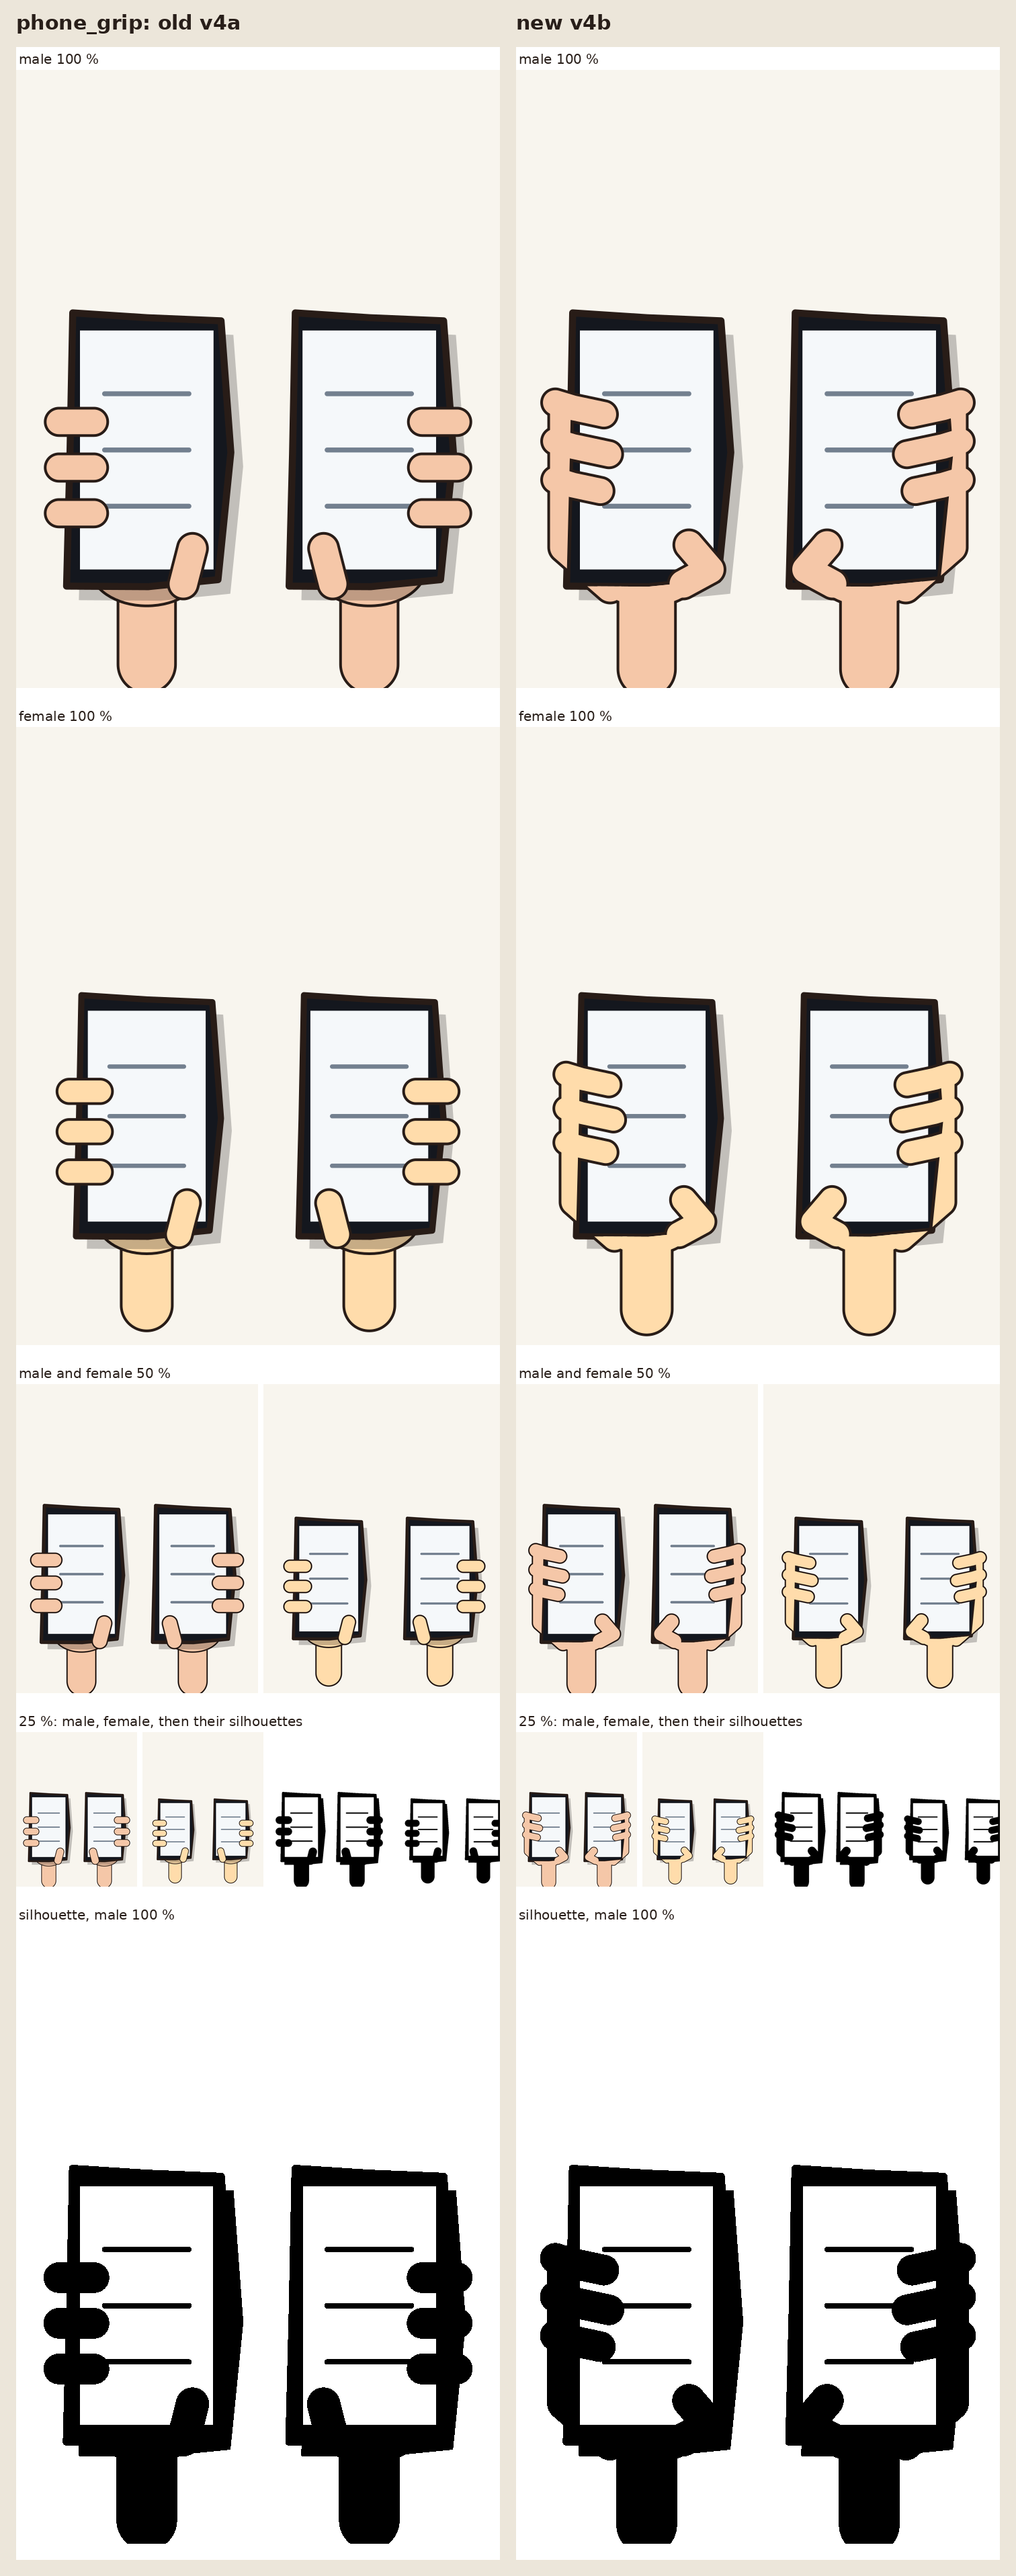 phone_grip: old v4a
new v4b
male 100 %
male 100 %
female 100 %
female 100 %
male and female 50 %
male and female 50 %
25 %: male, female, then their silhouettes
25 %: male, female, then their silhouettes
silhouette, male 100 %
silhouette, male 100 %